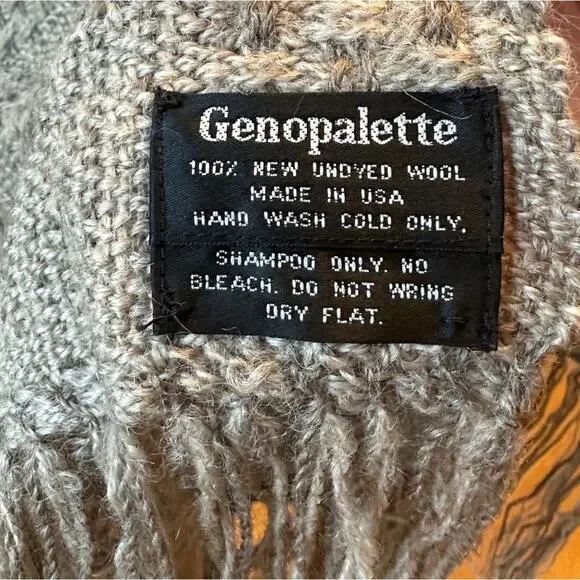 Genopalette
100% NEW UNDYED WOOL
MADE IN USA
HAND WASH COLD ONLY.
SHAMPOO ONLY. NO
BLEACH. DO NOT WRING
DRY FLAT.